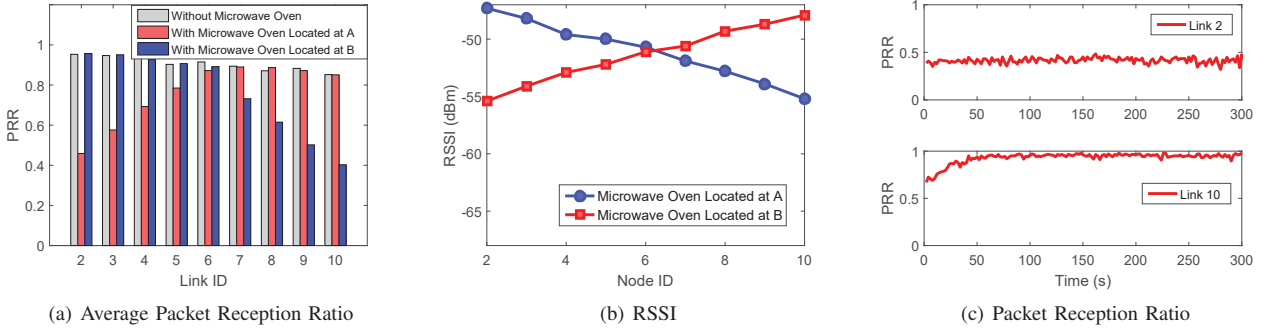 Without Microwave Oven
With Microwave Oven Located at A
With Microwave Oven Located at B
PRR
1
0.8
0.6
0.4
0.2
0
2 3 4 5 6 7 8 9 10
Link ID
(a) Average Packet Reception Ratio
RSSI (dBm)
-50
-55
-60
-65
Microwave Oven Located at A
Microwave Oven Located at B
2 4 6 8 10
Node ID
(b) RSSI
PRR
1
0.5
0
Link 2
0 50 100 150 200 250 300
PRR
1
0.5
0
Link 10
0 50 100 150 200 250 300
Time (s)
(c) Packet Reception Ratio